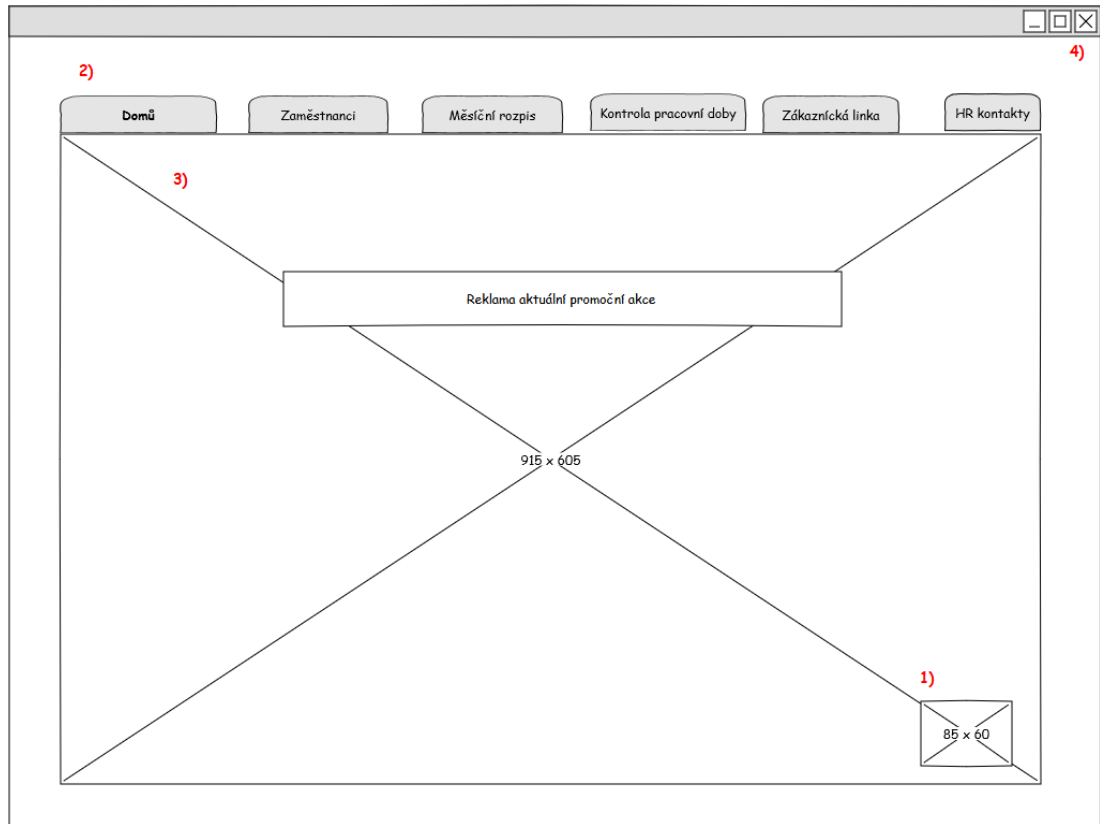 4)
2)
Domů
Zaměstnanci
Měsíční rozpis
Kontrola pracovní doby
Zákaznícká linka
HR kontakty
3)
Reklama aktuální promoční akce
915 x 605
1)
85 x 60